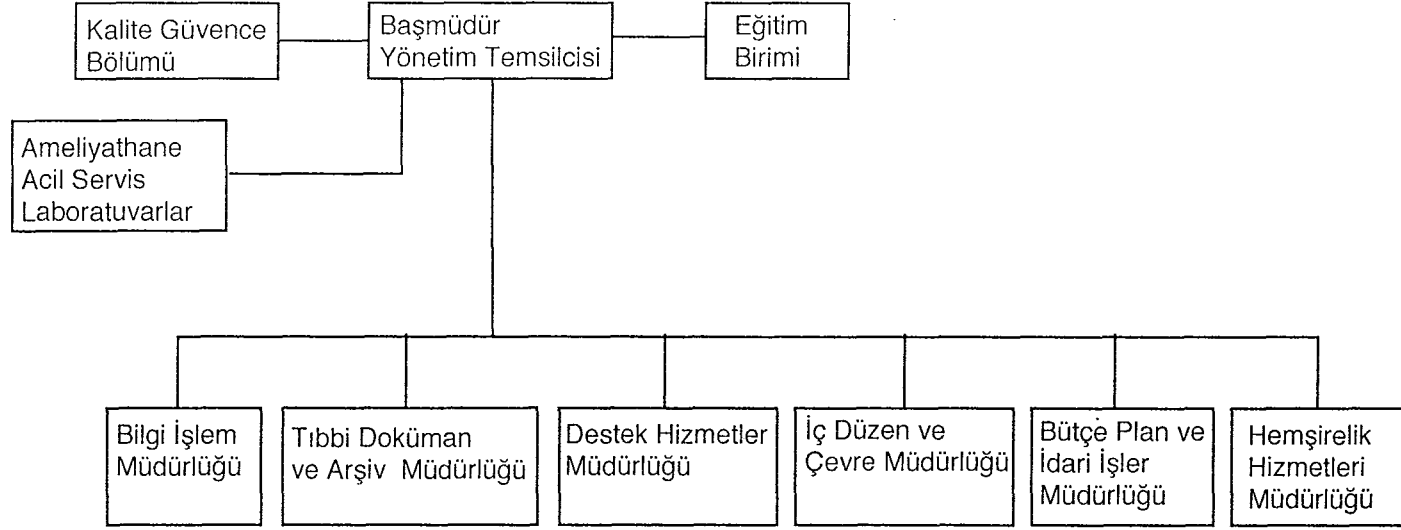 Kalite Güvence
Bölümü
Başmüdür
Yönetim Temsilcisi
Eğitim
Birimi
Ameliyathane
Acil Servis
Laboratuvarlar
Bilgi İşlem
Müdürlüğü
Tıbbi Doküman
ve Arşiv Müdürlüğü
Destek Hizmetler
Müdürlüğü
İç Düzen ve
Çevre Müdürlüğü
Bütçe Plan ve
İdari İşler
Müdürlüğü
Hemşirelik
Hizmetleri
Müdürlüğü